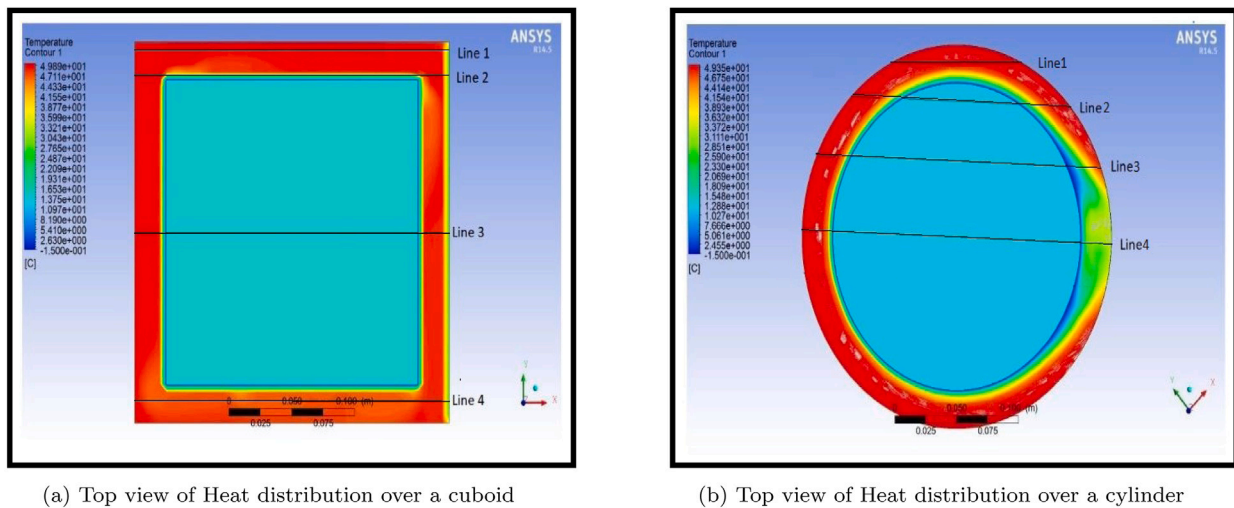 ANSYS
R14.5
Temperature
Contour 1
4.989e+001
4.711e+001
4.433e+001
4.155e+001
3.877e+001
3.599e+001
3.321e+001
3.043e+001
2.765e+001
2.487e+001
2.209e+001
1.931e+001
1.653e+001
1.375e+001
1.097e+001
8.190e+000
5.410e+000
2.630e+000
-1.500e-001
[C]
Line 1
Line 2
Line 3
Line 4
0 0.050 0.100 (m)
0.025 0.075
Y
X
Z
(a) Top view of Heat distribution over a cuboid
ANSYS
R14.5
Temperature
Contour 1
4.935e+001
4.675e+001
4.414e+001
4.154e+001
3.893e+001
3.632e+001
3.372e+001
3.111e+001
2.851e+001
2.590e+001
2.330e+001
2.069e+001
1.809e+001
1.548e+001
1.288e+001
1.027e+001
7.666e+000
5.061e+000
2.455e+000
-1.500e-001
[C]
Line1
Line2
Line3
Line4
0.050 0.100 (m)
0.025 0.075
Y
X
(b) Top view of Heat distribution over a cylinder